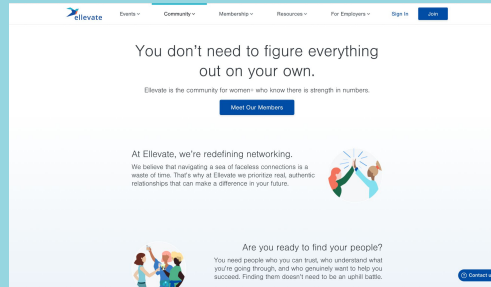 ellevate
Events
Community
Membership
Resources
For Employers
Sign In
Join
You don't need to figure everything
out on your own.
Ellevate is the community for women+ who know there is strength in numbers.
Meet Our Members
At Ellevate, we're redefining networking.
We believe that navigating a sea of faceless connections is a
waste of time. That's why at Ellevate we prioritize real, authentic
relationships that can make a difference in your future.
Are you ready to find your people?
You need people who you can trust, who understand what
you're going through, and who genuinely want to help you
succeed. Finding them doesn't need to be an uphill battle.
Contact us